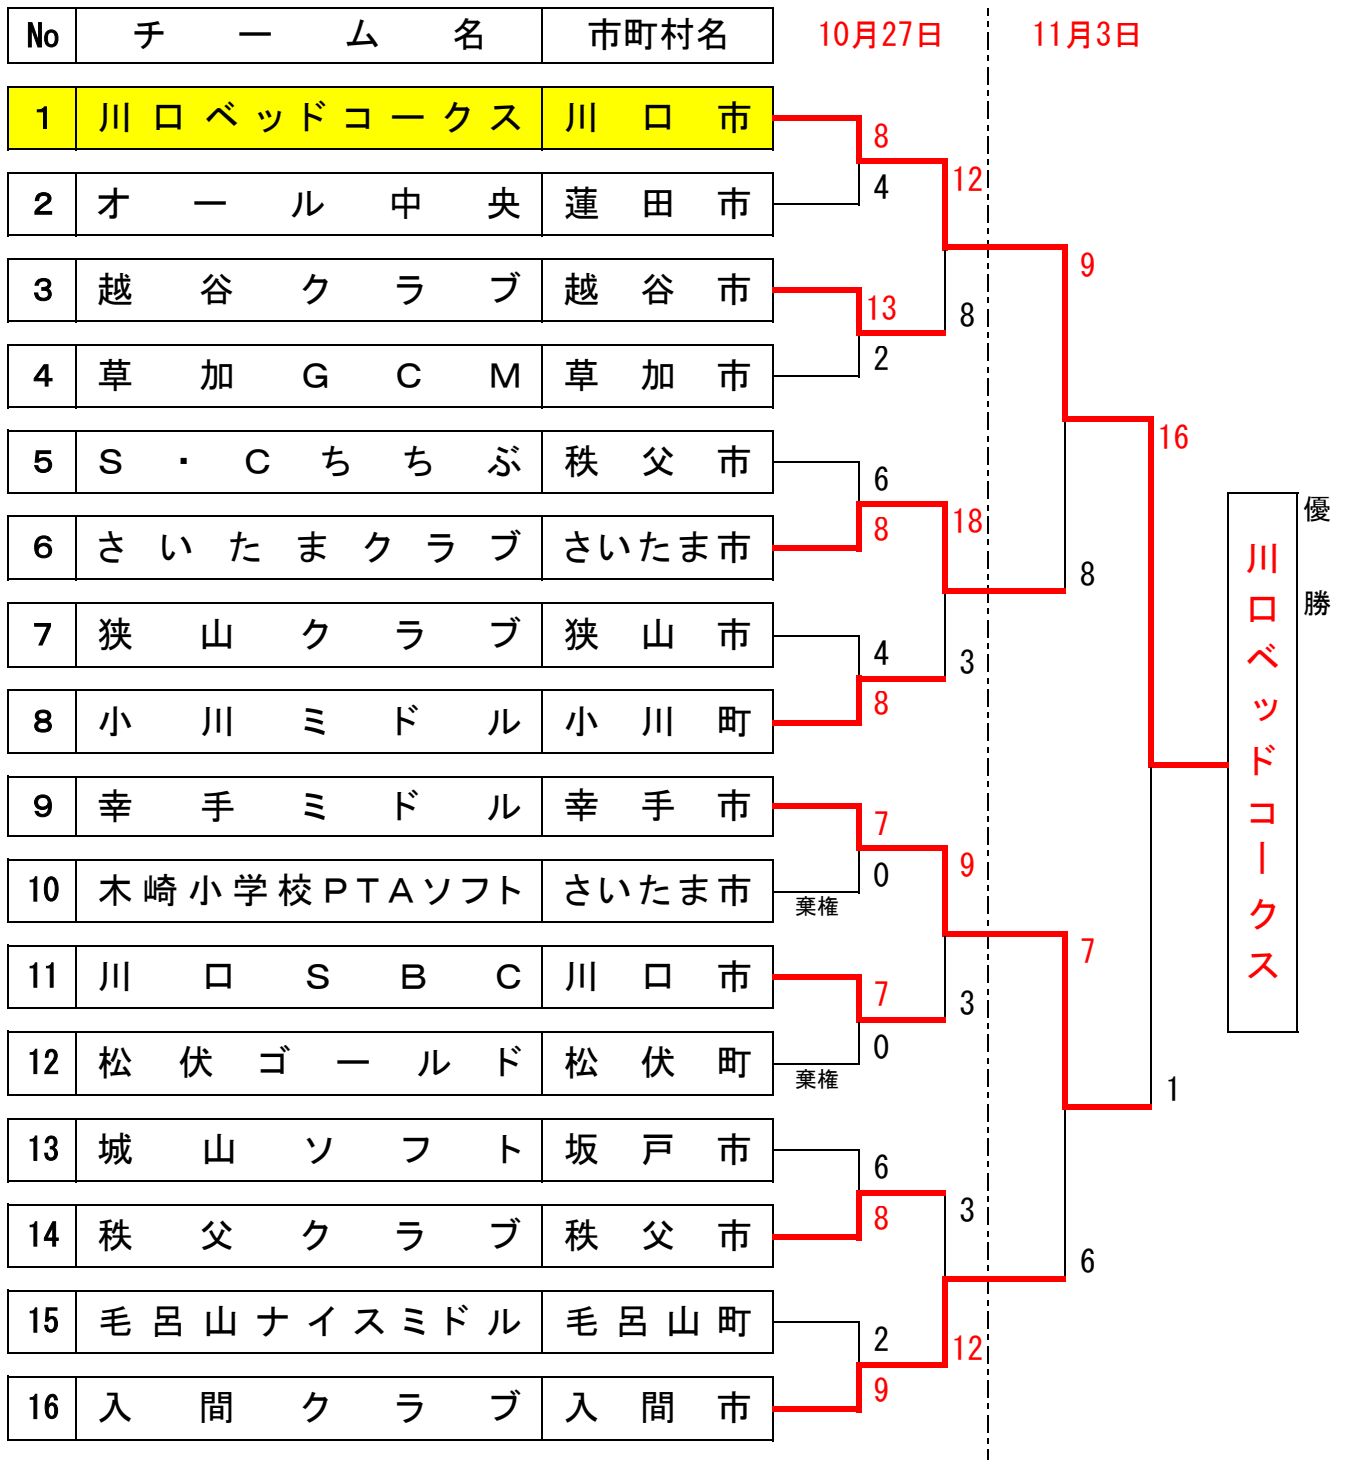 No チーム名 市町村名 10月27日 11月3日
1 川口ベッドコークス 川口市
8
12
2 オール中央 蓮田市
4
9
3 越谷クラブ 越谷市
13
8
4 草加GCM 草加市
2
16
5 S・Cちちぶ 秩父市
6
18
6 さいたまクラブ さいたま市
8
8
7 狭山クラブ 狭山市
4
3
8 小川ミドル 小川町
8
優勝
川口ベッドコークス
9 幸手ミドル 幸手市
7
9
10 木崎小学校PTAソフト さいたま市
0
棄権
7
11 川口SBC 川口市
7
3
12 松伏ゴールド 松伏町
0
棄権
1
13 城山ソフト 坂戸市
6
3
14 秩父クラブ 秩父市
8
6
15 毛呂山ナイスミドル 毛呂山町
2
12
16 入間クラブ 入間市
9